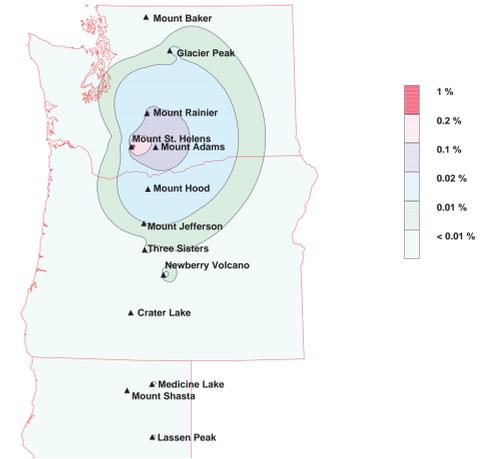 Mount Baker
Glacier Peak
Mount Rainier
Mount St. Helens
Mount Adams
Mount Hood
Mount Jefferson
Three Sisters
Newberry Volcano
Crater Lake
Medicine Lake
Mount Shasta
Lassen Peak
1 %
0.2 %
0.1 %
0.02 %
0.01 %
< 0.01 %